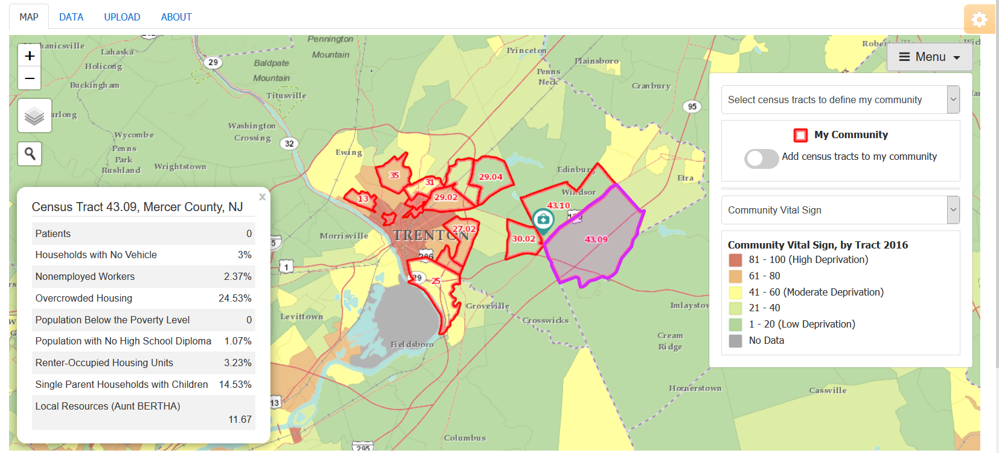 MAP DATA UPLOAD ABOUT
Menu
Select census tracts to define my community
My Community
Add census tracts to my community
Community Vital Sign
Community Vital Sign, by Tract 2016
81 - 100 (High Deprivation)
61 - 80
41 - 60 (Moderate Deprivation)
21 - 40
1 - 20 (Low Deprivation)
No Data
+
−
Census Tract 43.09, Mercer County, NJ
x
Patients 0
Households with No Vehicle 3%
Nonemployed Workers 2.37%
Overcrowded Housing 24.53%
Population Below the Poverty Level 0
Population with No High School Diploma 1.07%
Renter-Occupied Housing Units 3.23%
Single Parent Households with Children 14.53%
Local Resources (Aunt BERTHA)
11.67
Pennington
Mountain
Lahaska
Holicong
Buckingham
29
Baldpate
Mountain
Titusville
Princeton
Plainsboro
Penns
Neck
Cranbury
95
Wycombe
Penns
Park
Rushland
Wrightstown
Washington
Crossing
32
Ewing
Edinburg
Etra
Windsor
35
31
29.04
13
29.02
43.10
Morrisville
TRENTON
27.02
30.02
43.09
206
5
1
29
25
Levittown
Groveville
Crosswicks
Fieldsboro
Cream
Ridge
Hornerstown
Cassville
13
Columbus
295